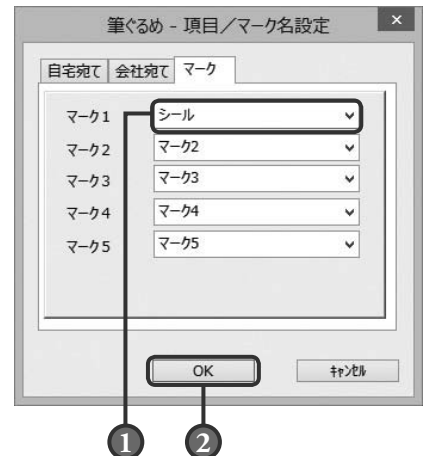 筆ぐるめ - 項目／マーク名設定 ×
自宅宛て 会社宛て マーク
マーク1 シール
マーク2 マーク2
マーク3 マーク3
マーク4 マーク4
マーク5 マーク5
OK ｷｬﾝｾﾙ
1 2